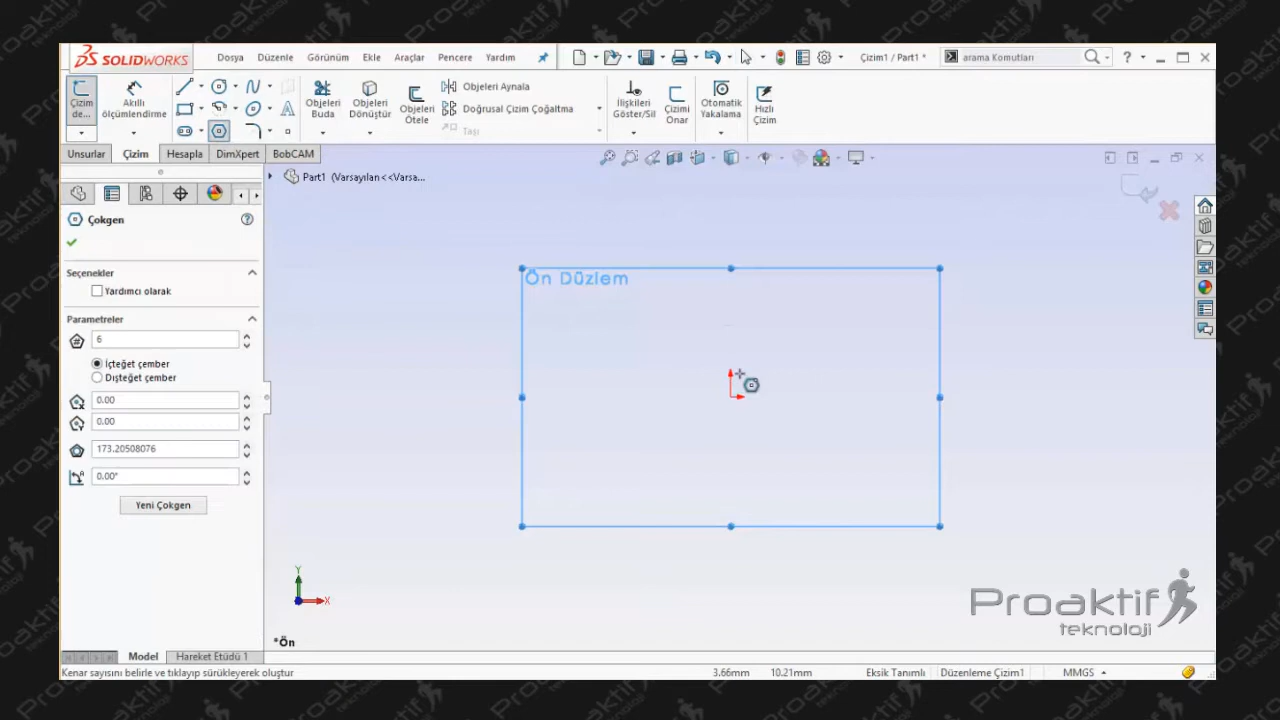 SOLIDWORKS Dosya Düzenle Görünüm Ekle Araçlar Pencere Yardım Çizim1 / Part1 * arama Komutları ?
Çizim de... Akıllı ölçümlendirme Objeleri Buda Objeleri Dönüştür Objeleri Ötele Objeleri Aynala
Doğrusal Çizim Çoğaltma
Taşı
İlişkileri Göster/Sil Çizimi Onar Otomatik Yakalama Hızlı Çizim
Unsurlar Çizim Hesapla DimXpert BobCAM
Part1 (Varsayılan<<Varsa...
Çokgen
Seçenekler
Yardımcı olarak
Parametreler
6
İçteğet çember
Dışteğet çember
0.00
0.00
173.20508076
0.00°
Yeni Çokgen
Ön Düzlem
Y
X
*Ön
Proaktif
teknoloji
Model Hareket Etüdü 1
Kenar sayısını belirle ve tıklayıp sürükleyerek oluştur 3.66mm 10.21mm Eksik Tanımlı Düzenleme Çizim1 MMGS